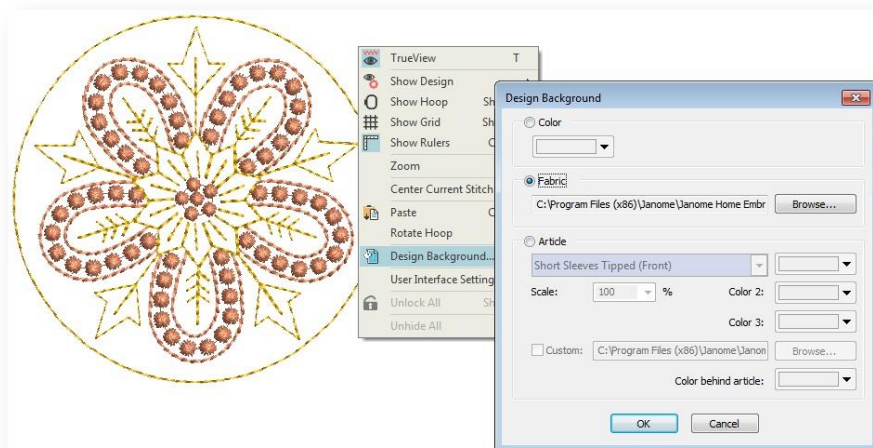 TrueView T
Show Design
Show Hoop Sh
Show Grid Sh
Show Rulers C
Zoom
Center Current Stitch
Paste C
Rotate Hoop
Design Background...
User Interface Setting
Unlock All Sh
Unhide All
Design Background
Color
Fabric
C:\Program Files (x86)\Janome\Janome Home Embr Browse...
Article
Short Sleeves Tipped (Front)
Scale: 100 % Color 2:
Color 3:
Custom: C:\Program Files (x86)\Janome\Janon Browse...
Color behind article:
OK Cancel